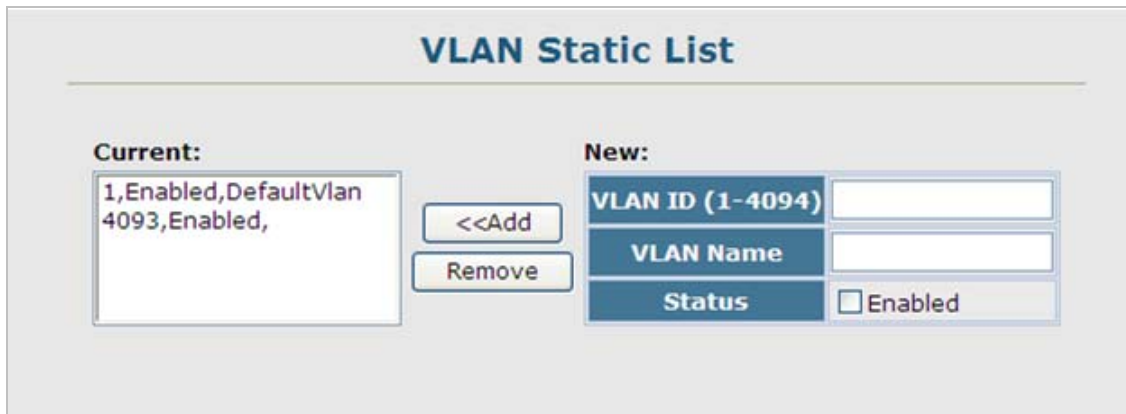 VLAN Static List
Current:
1,Enabled,DefaultVlan
4093,Enabled,
<<Add
Remove
New:
VLAN ID (1-4094)
VLAN Name
Status
Enabled